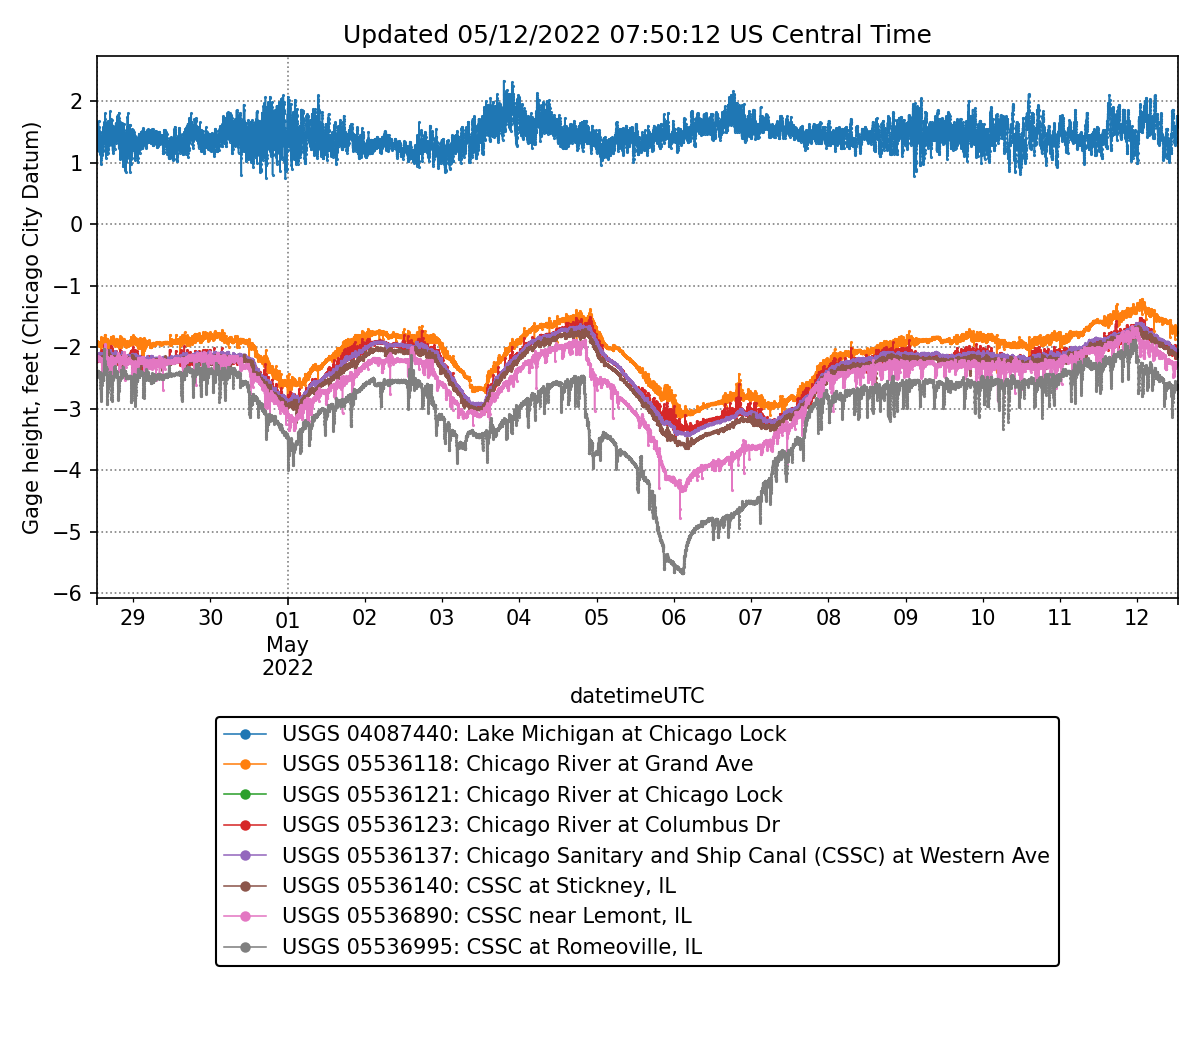 Updated 05/12/2022 07:50:12 US Central Time
Gage height, feet (Chicago City Datum)
2
1
0
−1
−2
−3
−4
−5
−6
29 30 01 02 03 04 05 06 07 08 09 10 11 12
May
2022
datetimeUTC
USGS 04087440: Lake Michigan at Chicago Lock
USGS 05536118: Chicago River at Grand Ave
USGS 05536121: Chicago River at Chicago Lock
USGS 05536123: Chicago River at Columbus Dr
USGS 05536137: Chicago Sanitary and Ship Canal (CSSC) at Western Ave
USGS 05536140: CSSC at Stickney, IL
USGS 05536890: CSSC near Lemont, IL
USGS 05536995: CSSC at Romeoville, IL